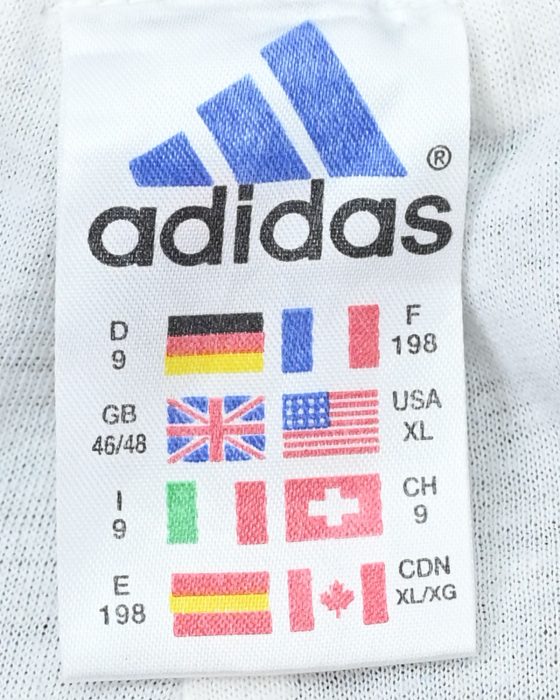 ®
adidas
D
9
F
198
GB
46/48
USA
XL
I
9
CH
9
E
198
CDN
XL/XG